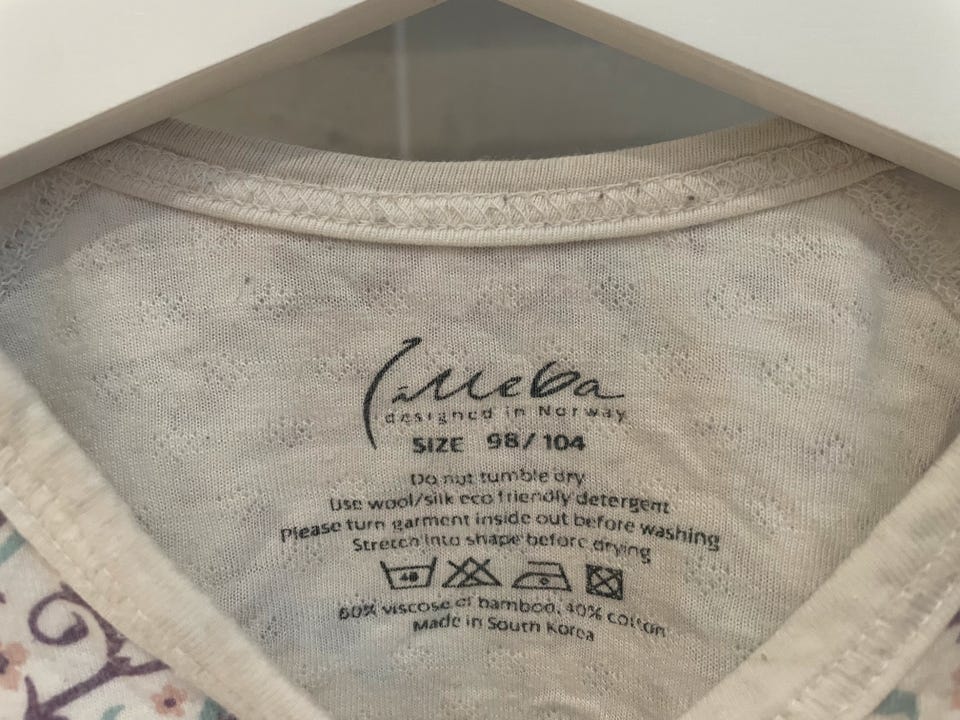 Lilleba
designed in Norway
SIZE 98/104
Do not tumble dry
Use wool/silk eco friendly detergent
Please turn garment inside out before washing
Stretch into shape before drying
40
60% viscose of bamboo, 40% cotton
Made in South Korea